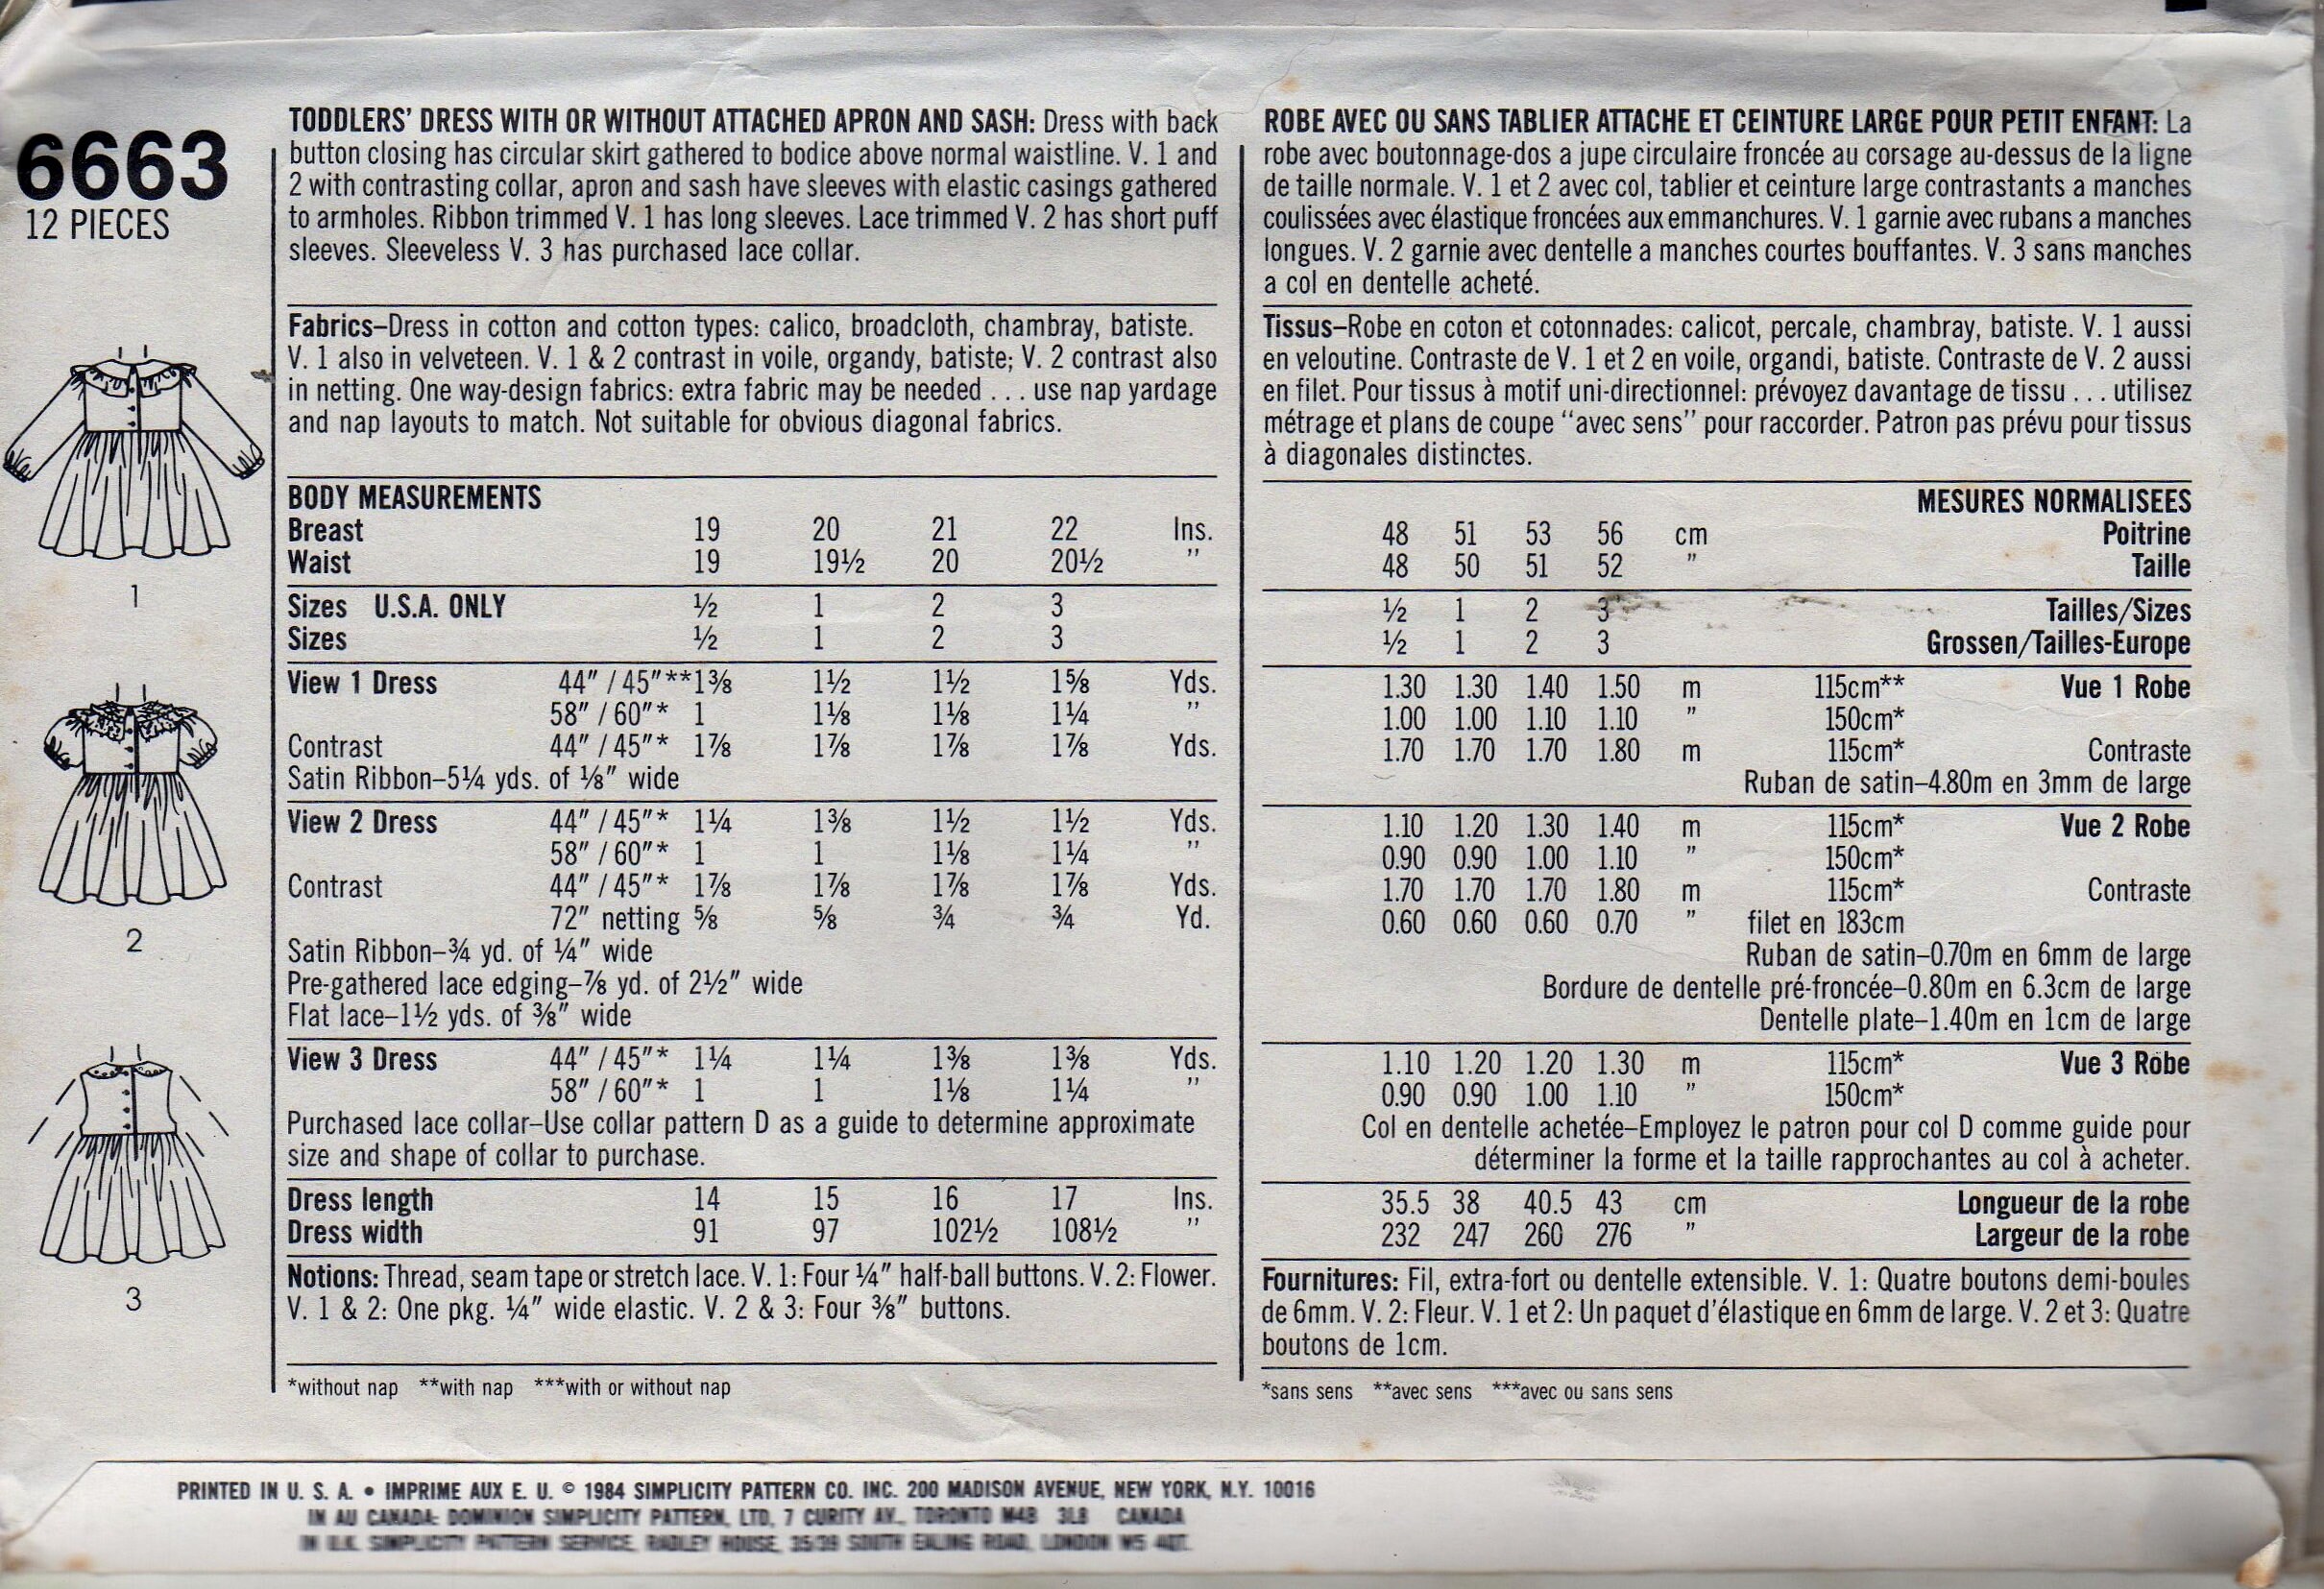 6663
12 PIECES
1
2
3
TODDLERS' DRESS WITH OR WITHOUT ATTACHED APRON AND SASH: Dress with back
button closing has circular skirt gathered to bodice above normal waistline. V. 1 and
2 with contrasting collar, apron and sash have sleeves with elastic casings gathered
to armholes. Ribbon trimmed V. 1 has long sleeves. Lace trimmed V. 2 has short puff
sleeves. Sleeveless V. 3 has purchased lace collar.
Fabrics–Dress in cotton and cotton types: calico, broadcloth, chambray, batiste.
V. 1 also in velveteen. V. 1 & 2 contrast in voile, organdy, batiste; V. 2 contrast also
in netting. One way-design fabrics: extra fabric may be needed . . . use nap yardage
and nap layouts to match. Not suitable for obvious diagonal fabrics.
BODY MEASUREMENTS
Breast 19 20 21 22 Ins.
Waist 19 19½ 20 20½ ”
Sizes U.S.A. ONLY ½ 1 2 3
Sizes ½ 1 2 3
View 1 Dress 44" / 45"**1⅜ 1½ 1½ 1⅝ Yds.
58" / 60"* 1 1⅛ 1⅛ 1¼ ”
Contrast 44" / 45"* 1⅞ 1⅞ 1⅞ 1⅞ Yds.
Satin Ribbon–5¼ yds. of ⅛" wide
View 2 Dress 44" / 45"* 1¼ 1⅜ 1½ 1½ Yds.
58" / 60"* 1 1 1⅛ 1¼ ”
Contrast 44" / 45"* 1⅞ 1⅞ 1⅞ 1⅞ Yds.
72" netting ⅝ ⅝ ¾ ¾ Yd.
Satin Ribbon–¾ yd. of ¼" wide
Pre-gathered lace edging–⅞ yd. of 2½" wide
Flat lace–1½ yds. of ⅜" wide
View 3 Dress 44" / 45"* 1¼ 1¼ 1⅜ 1⅜ Yds.
58" / 60"* 1 1 1⅛ 1¼ ”
Purchased lace collar–Use collar pattern D as a guide to determine approximate
size and shape of collar to purchase.
Dress length 14 15 16 17 Ins.
Dress width 91 97 102½ 108½ ”
Notions: Thread, seam tape or stretch lace. V. 1: Four ¼" half-ball buttons. V. 2: Flower.
V. 1 & 2: One pkg. ¼" wide elastic. V. 2 & 3: Four ⅜" buttons.
*without nap **with nap ***with or without nap
ROBE AVEC OU SANS TABLIER ATTACHE ET CEINTURE LARGE POUR PETIT ENFANT: La
robe avec boutonnage-dos a jupe circulaire froncée au corsage au-dessus de la ligne
de taille normale. V. 1 et 2 avec col, tablier et ceinture large contrastants a manches
coulissées avec élastique froncées aux emmanchures. V. 1 garnie avec rubans a manches
longues. V. 2 garnie avec dentelle a manches courtes bouffantes. V. 3 sans manches
a col en dentelle acheté.
Tissus–Robe en coton et cotonnades: calicot, percale, chambray, batiste. V. 1 aussi
en veloutine. Contraste de V. 1 et 2 en voile, organdi, batiste. Contraste de V. 2 aussi
en filet. Pour tissus à motif uni-directionnel: prévoyez davantage de tissu . . . utilisez
métrage et plans de coupe “avec sens” pour raccorder. Patron pas prévu pour tissus
à diagonales distinctes.
MESURES NORMALISEES
48 51 53 56 cm Poitrine
48 50 51 52 ” Taille
½ 1 2 3 Tailles/Sizes
½ 1 2 3 Grossen/Tailles-Europe
1.30 1.30 1.40 1.50 m 115cm** Vue 1 Robe
1.00 1.00 1.10 1.10 ” 150cm*
1.70 1.70 1.70 1.80 m 115cm* Contraste
Ruban de satin–4.80m en 3mm de large
1.10 1.20 1.30 1.40 m 115cm* Vue 2 Robe
0.90 0.90 1.00 1.10 ” 150cm*
1.70 1.70 1.70 1.80 m 115cm* Contraste
0.60 0.60 0.60 0.70 ” filet en 183cm
Ruban de satin–0.70m en 6mm de large
Bordure de dentelle pré-froncée–0.80m en 6.3cm de large
Dentelle plate–1.40m en 1cm de large
1.10 1.20 1.20 1.30 m 115cm* Vue 3 Robe
0.90 0.90 1.00 1.10 ” 150cm*
Col en dentelle achetée–Employez le patron pour col D comme guide pour
déterminer la forme et la taille rapprochantes au col à acheter.
35.5 38 40.5 43 cm Longueur de la robe
232 247 260 276 ” Largeur de la robe
Fournitures: Fil, extra-fort ou dentelle extensible. V. 1: Quatre boutons demi-boules
de 6mm. V. 2: Fleur. V. 1 et 2: Un paquet d'élastique en 6mm de large. V. 2 et 3: Quatre
boutons de 1cm.
*sans sens **avec sens ***avec ou sans sens
PRINTED IN U. S. A. • IMPRIME AUX E. U. © 1984 SIMPLICITY PATTERN CO. INC. 200 MADISON AVENUE, NEW YORK, N.Y. 10016
IN AU CANADA: DOMINION SIMPLICITY PATTERN, LTD, 7 CURITY AV., TORONTO M4B 3L8 CANADA
IN U.K. SIMPLICITY PATTERN SERVICE, RADLEY HOUSE, 35/39 SOUTH EALING ROAD, LONDON W5 4QT.